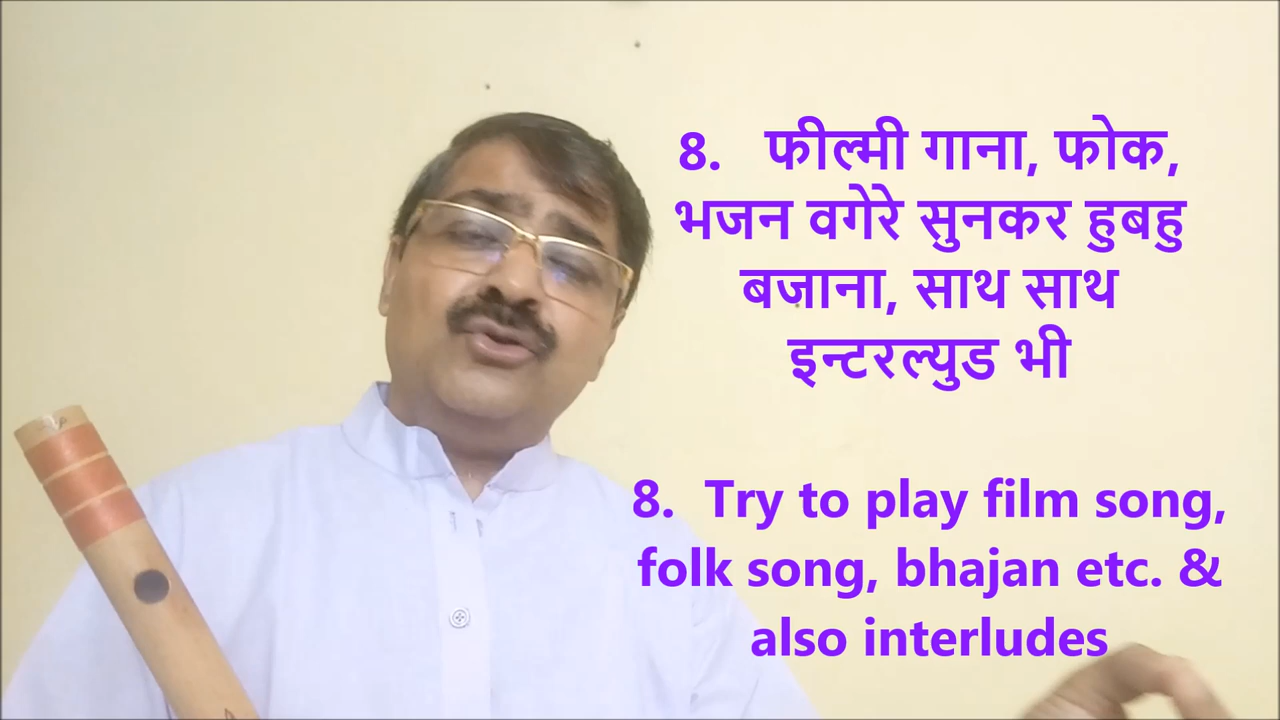 8. फील्मी गाना, फोक,
भजन वगेरे सुनकर हुबहु
बजाना, साथ साथ
इन्टरल्युड भी
8. Try to play film song,
folk song, bhajan etc. &
also interludes